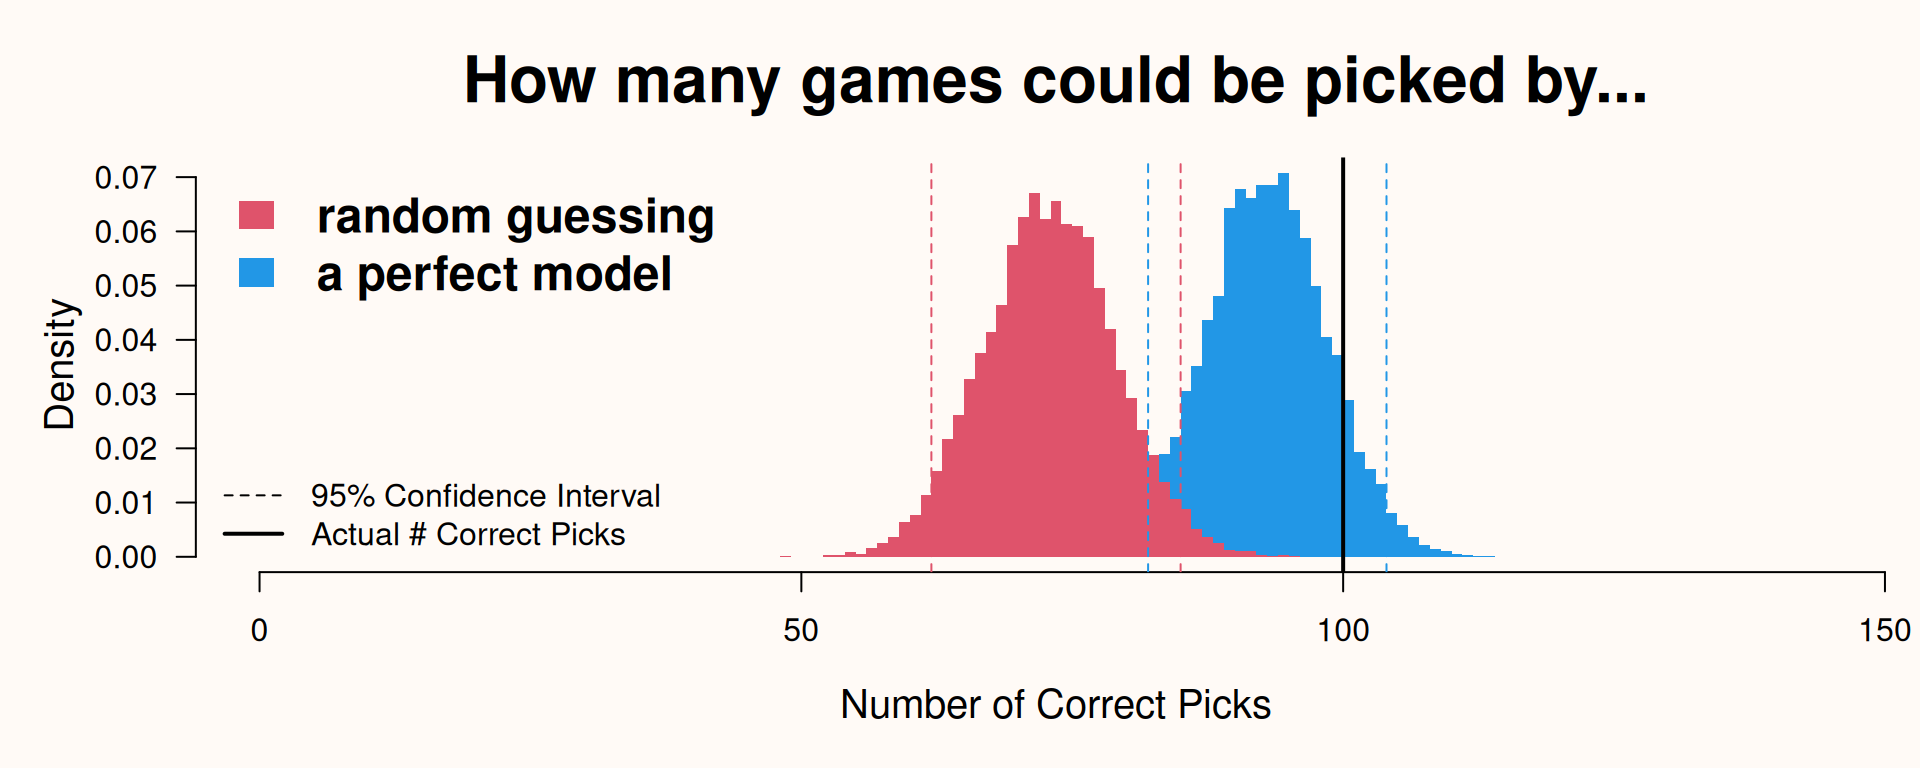 How many games could be picked by...
random guessing
a perfect model
95% Confidence Interval
Actual # Correct Picks
Density
0.07
0.06
0.05
0.04
0.03
0.02
0.01
0.00
0
50
100
150
Number of Correct Picks